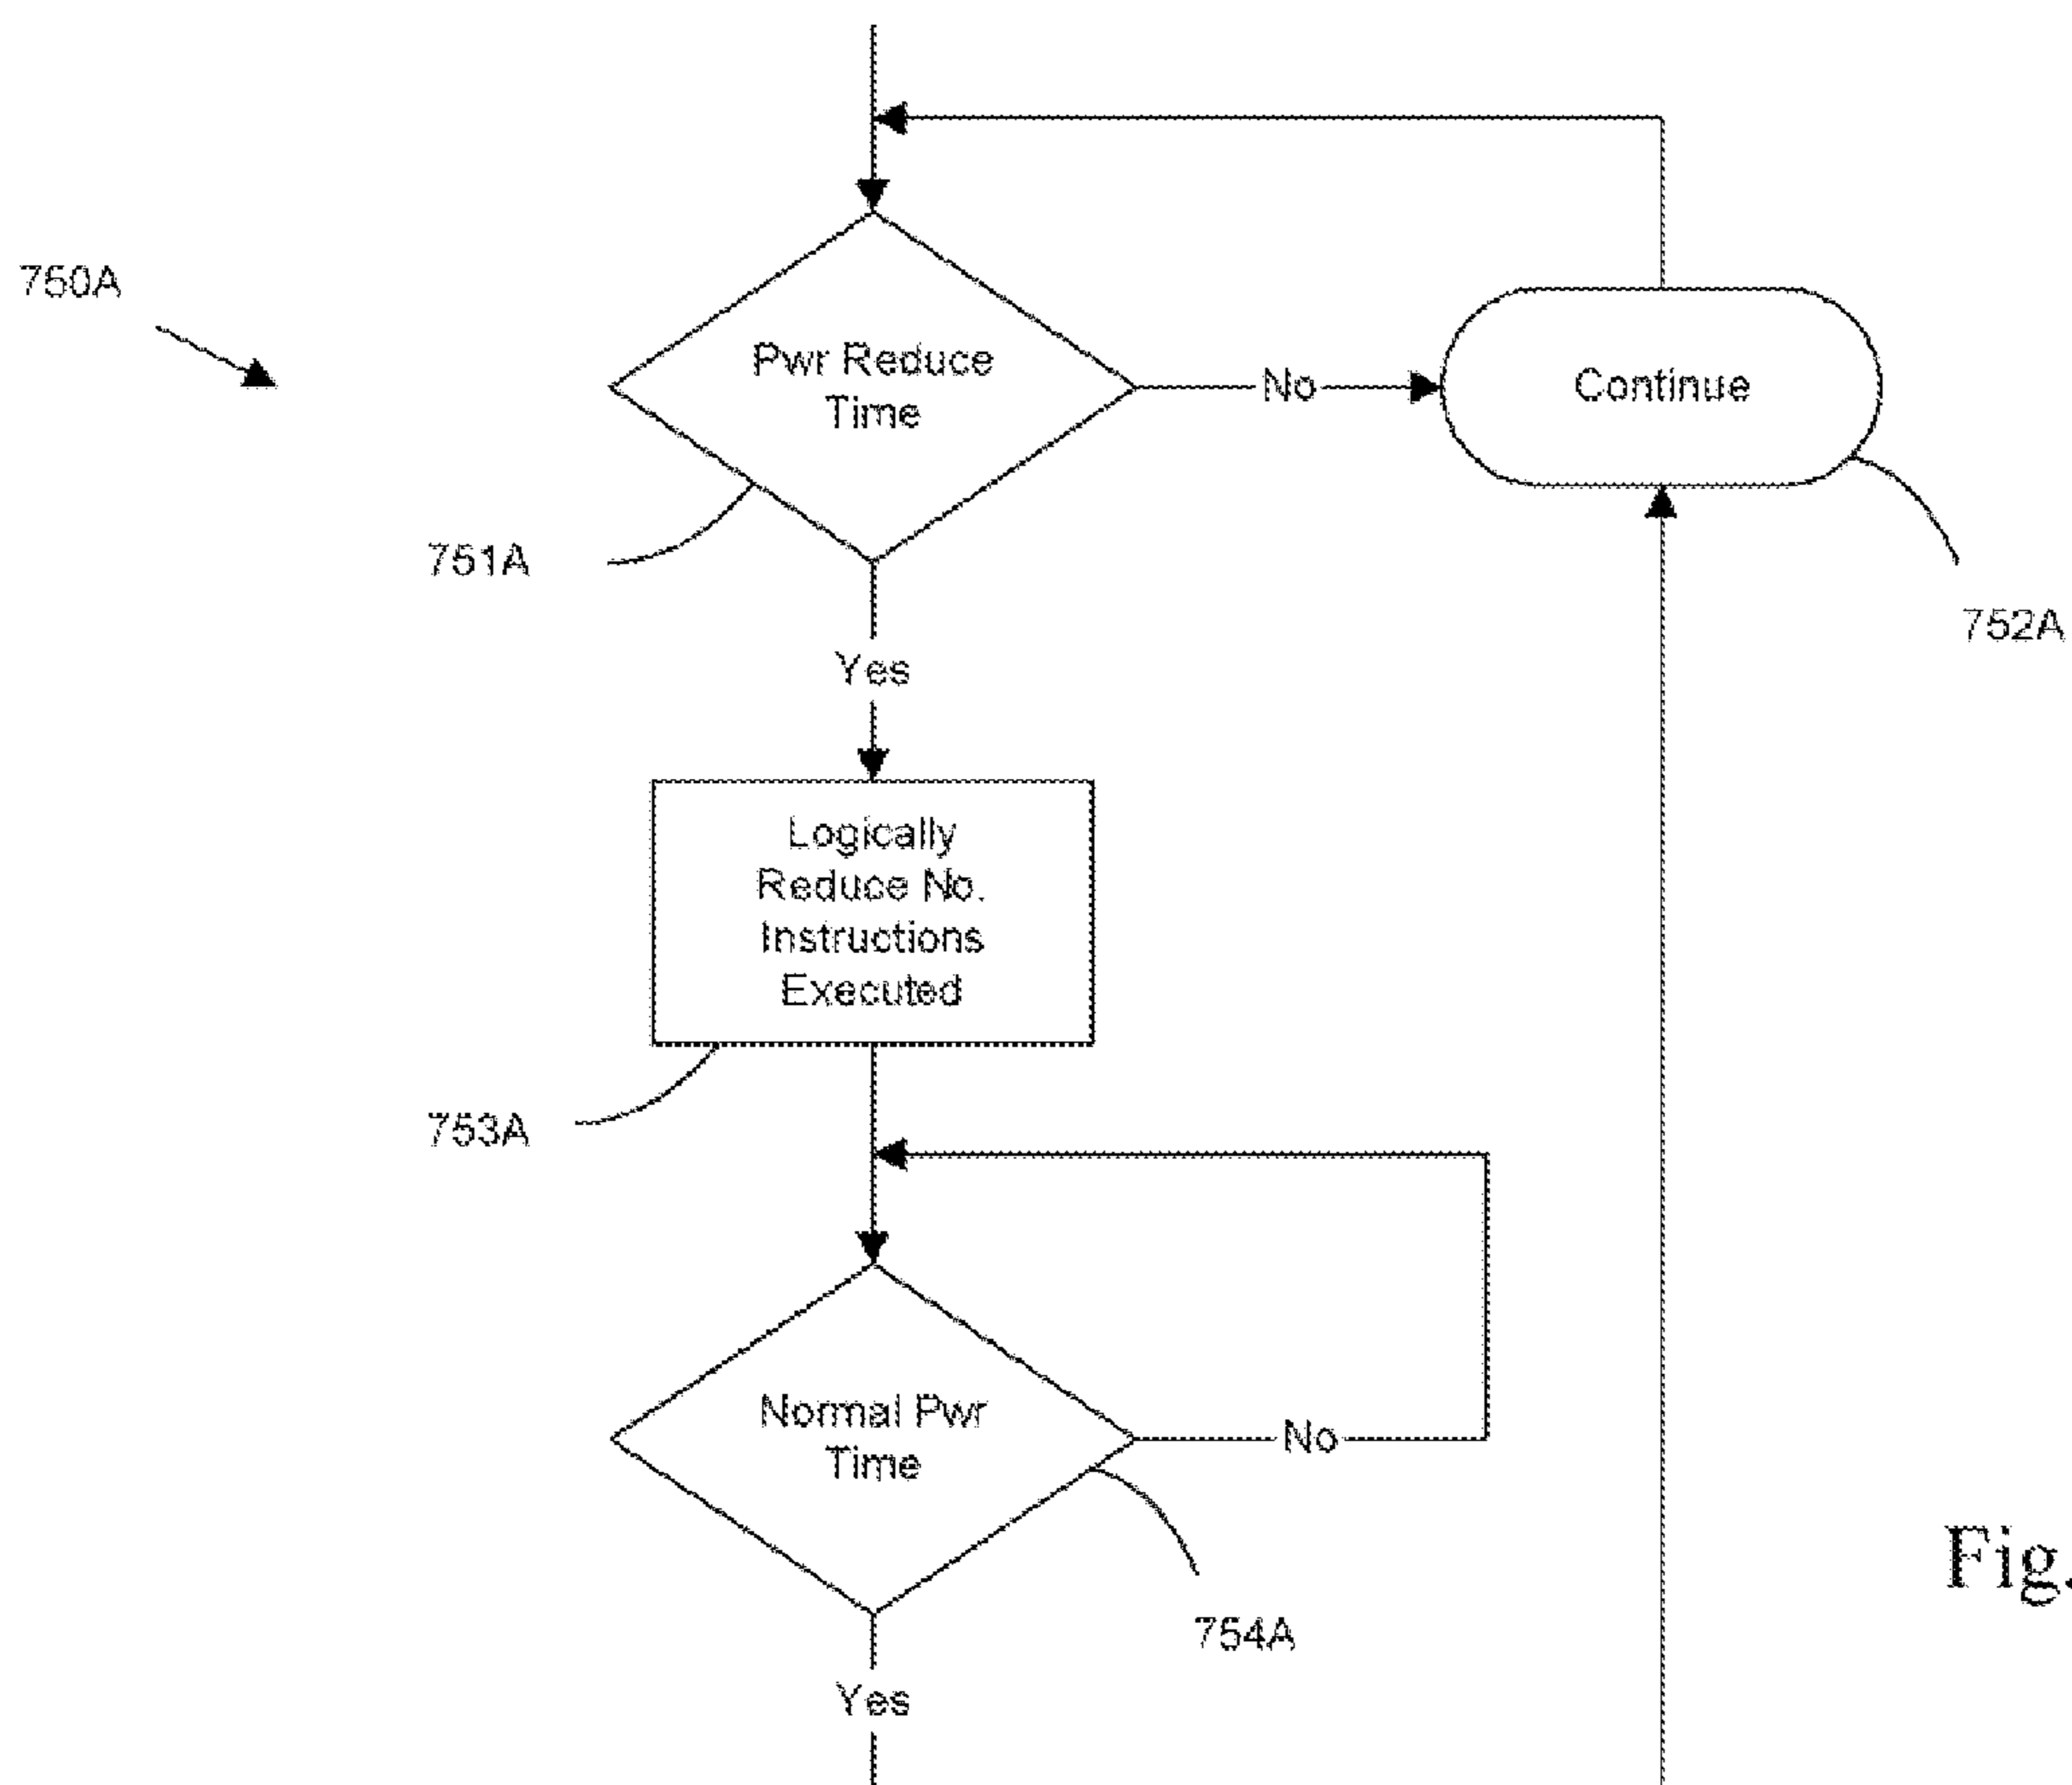 750A
Pwr Reduce
Time
No
Continue
751A
752A
Yes
Logically
Reduce No.
Instructions
Executed
753A
Normal Pwr
Time
No
754A
Yes
Fig.